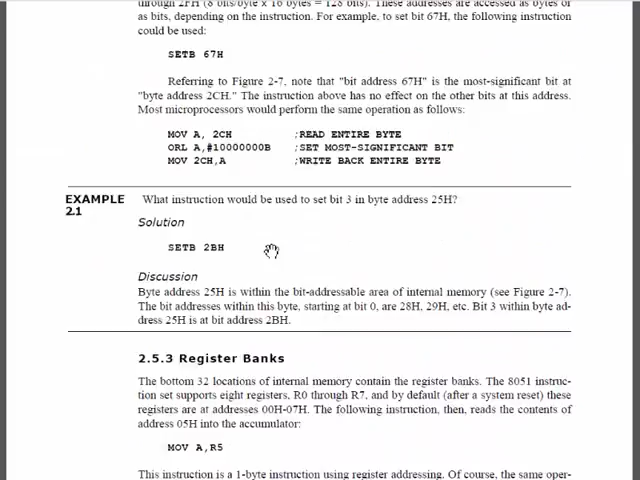 through 2FH (8 bits/byte x 16 bytes = 128 bits). These addresses are accessed as bytes or
as bits, depending on the instruction. For example, to set bit 67H, the following instruction
could be used:
SETB 67H
Referring to Figure 2-7, note that "bit address 67H" is the most-significant bit at
"byte address 2CH." The instruction above has no effect on the other bits at this address.
Most microprocessors would perform the same operation as follows:
MOV A, 2CH ;READ ENTIRE BYTE
ORL A,#10000000B ;SET MOST-SIGNIFICANT BIT
MOV 2CH,A ;WRITE BACK ENTIRE BYTE
EXAMPLE What instruction would be used to set bit 3 in byte address 25H?
2.1
Solution
SETB 2BH
Discussion
Byte address 25H is within the bit-addressable area of internal memory (see Figure 2-7).
The bit addresses within this byte, starting at bit 0, are 28H, 29H, etc. Bit 3 within byte ad-
dress 25H is at bit address 2BH.
2.5.3 Register Banks
The bottom 32 locations of internal memory contain the register banks. The 8051 instruc-
tion set supports eight registers, R0 through R7, and by default (after a system reset) these
registers are at addresses 00H-07H. The following instruction, then, reads the contents of
address 05H into the accumulator:
MOV A,R5
This instruction is a 1-byte instruction using register addressing. Of course, the same oper-